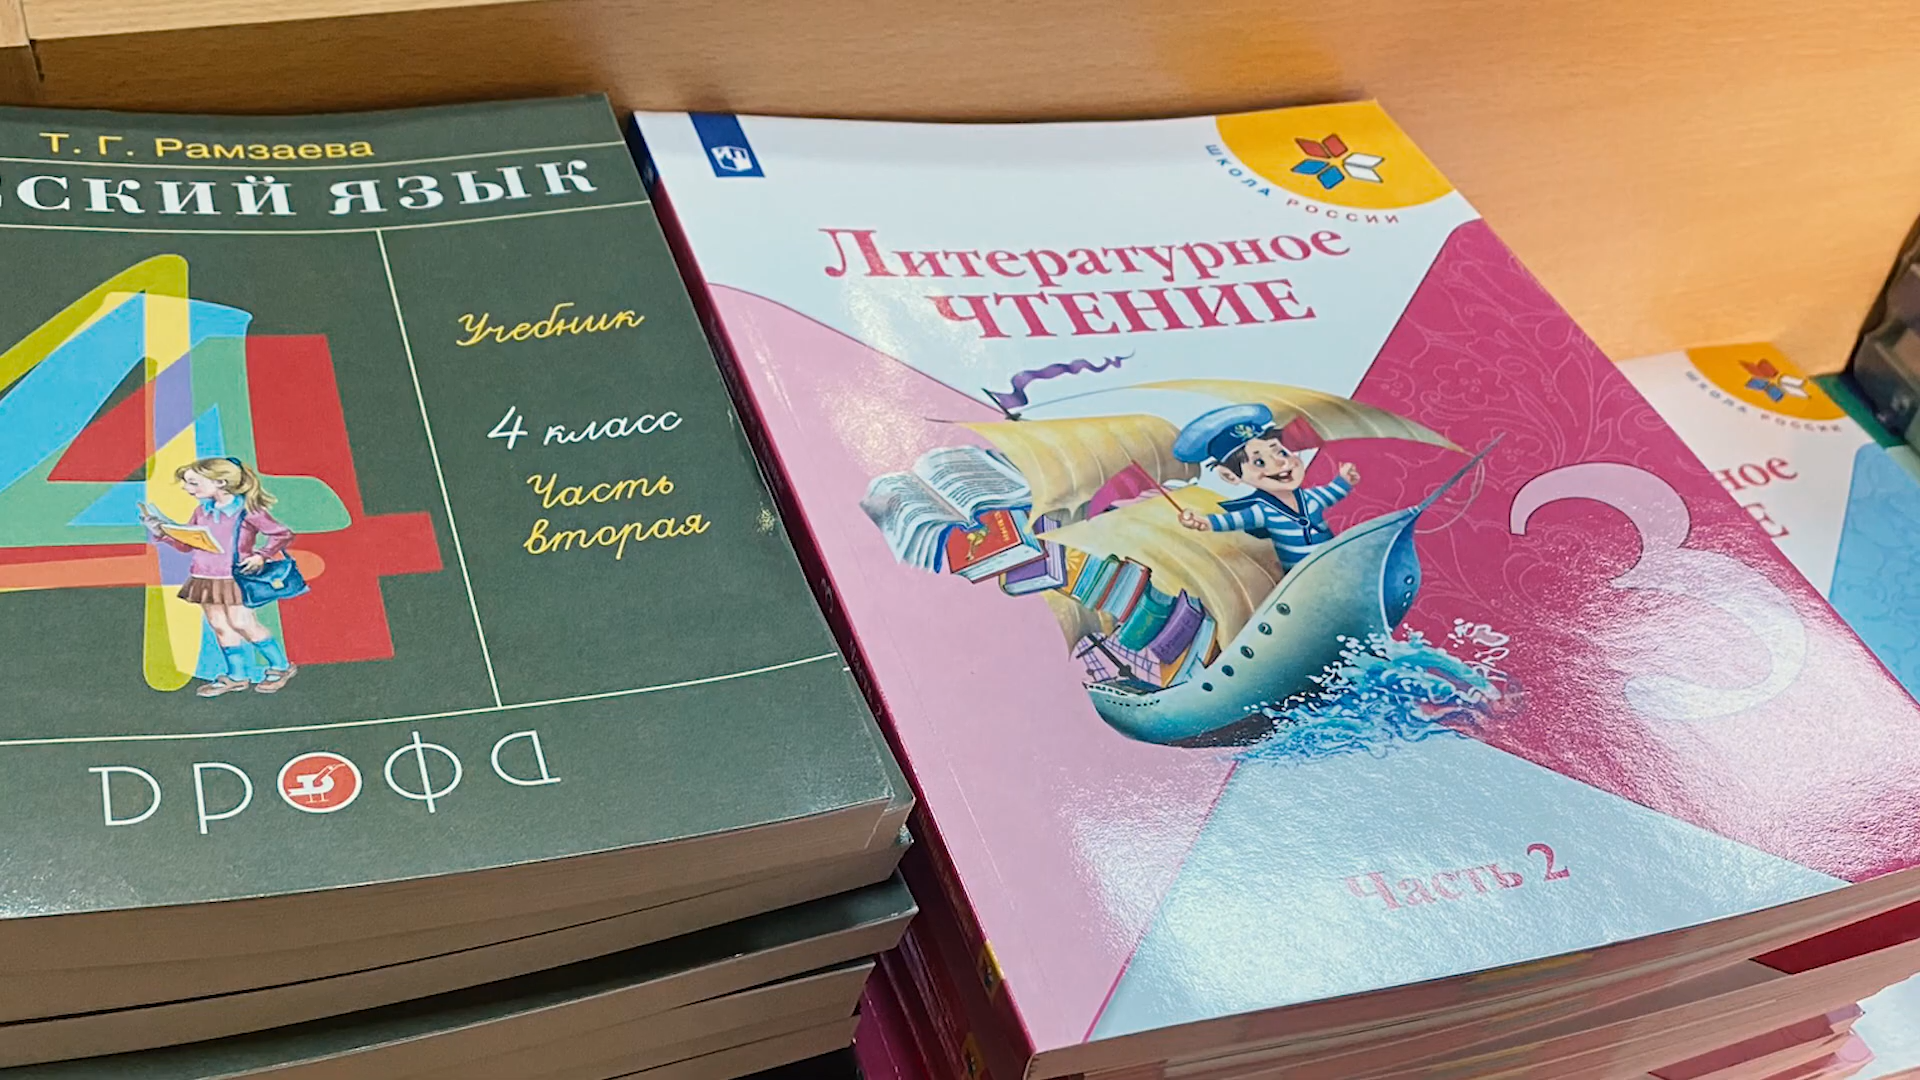 Т. Г. Рамзаева
СКИЙ ЯЗЫК
Учебник
4 класс
Часть
вторая
4
ДРОФА
ШКОЛА РОССИИ
Литературное
ЧТЕНИЕ
3
Часть 2
ШКОЛА РОССИИ
ное
Е